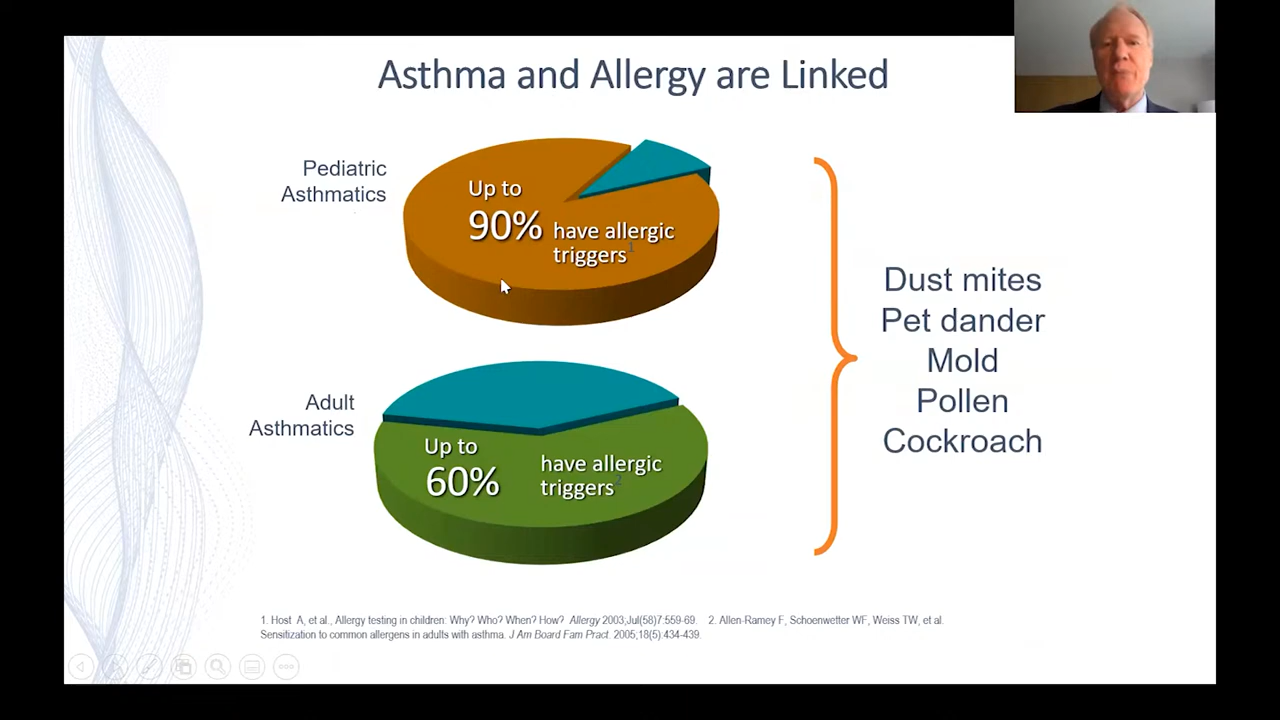 Asthma and Allergy are Linked
Pediatric
Asthmatics
Up to
90% have allergic
triggers1
Adult
Asthmatics
Up to
60% have allergic
triggers2
Dust mites
Pet dander
Mold
Pollen
Cockroach
1. Host A, et al., Allergy testing in children: Why? Who? When? How? Allergy 2003;Jul(58)7:559-69. 2. Allen-Ramey F, Schoenwetter WF, Weiss TW, et al.
Sensitization to common allergens in adults with asthma. J Am Board Fam Pract. 2005;18(5):434-439.